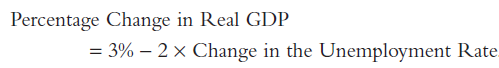 Percentage Change in Real GDP
= 3% – 2 × Change in the Unemployment Rate